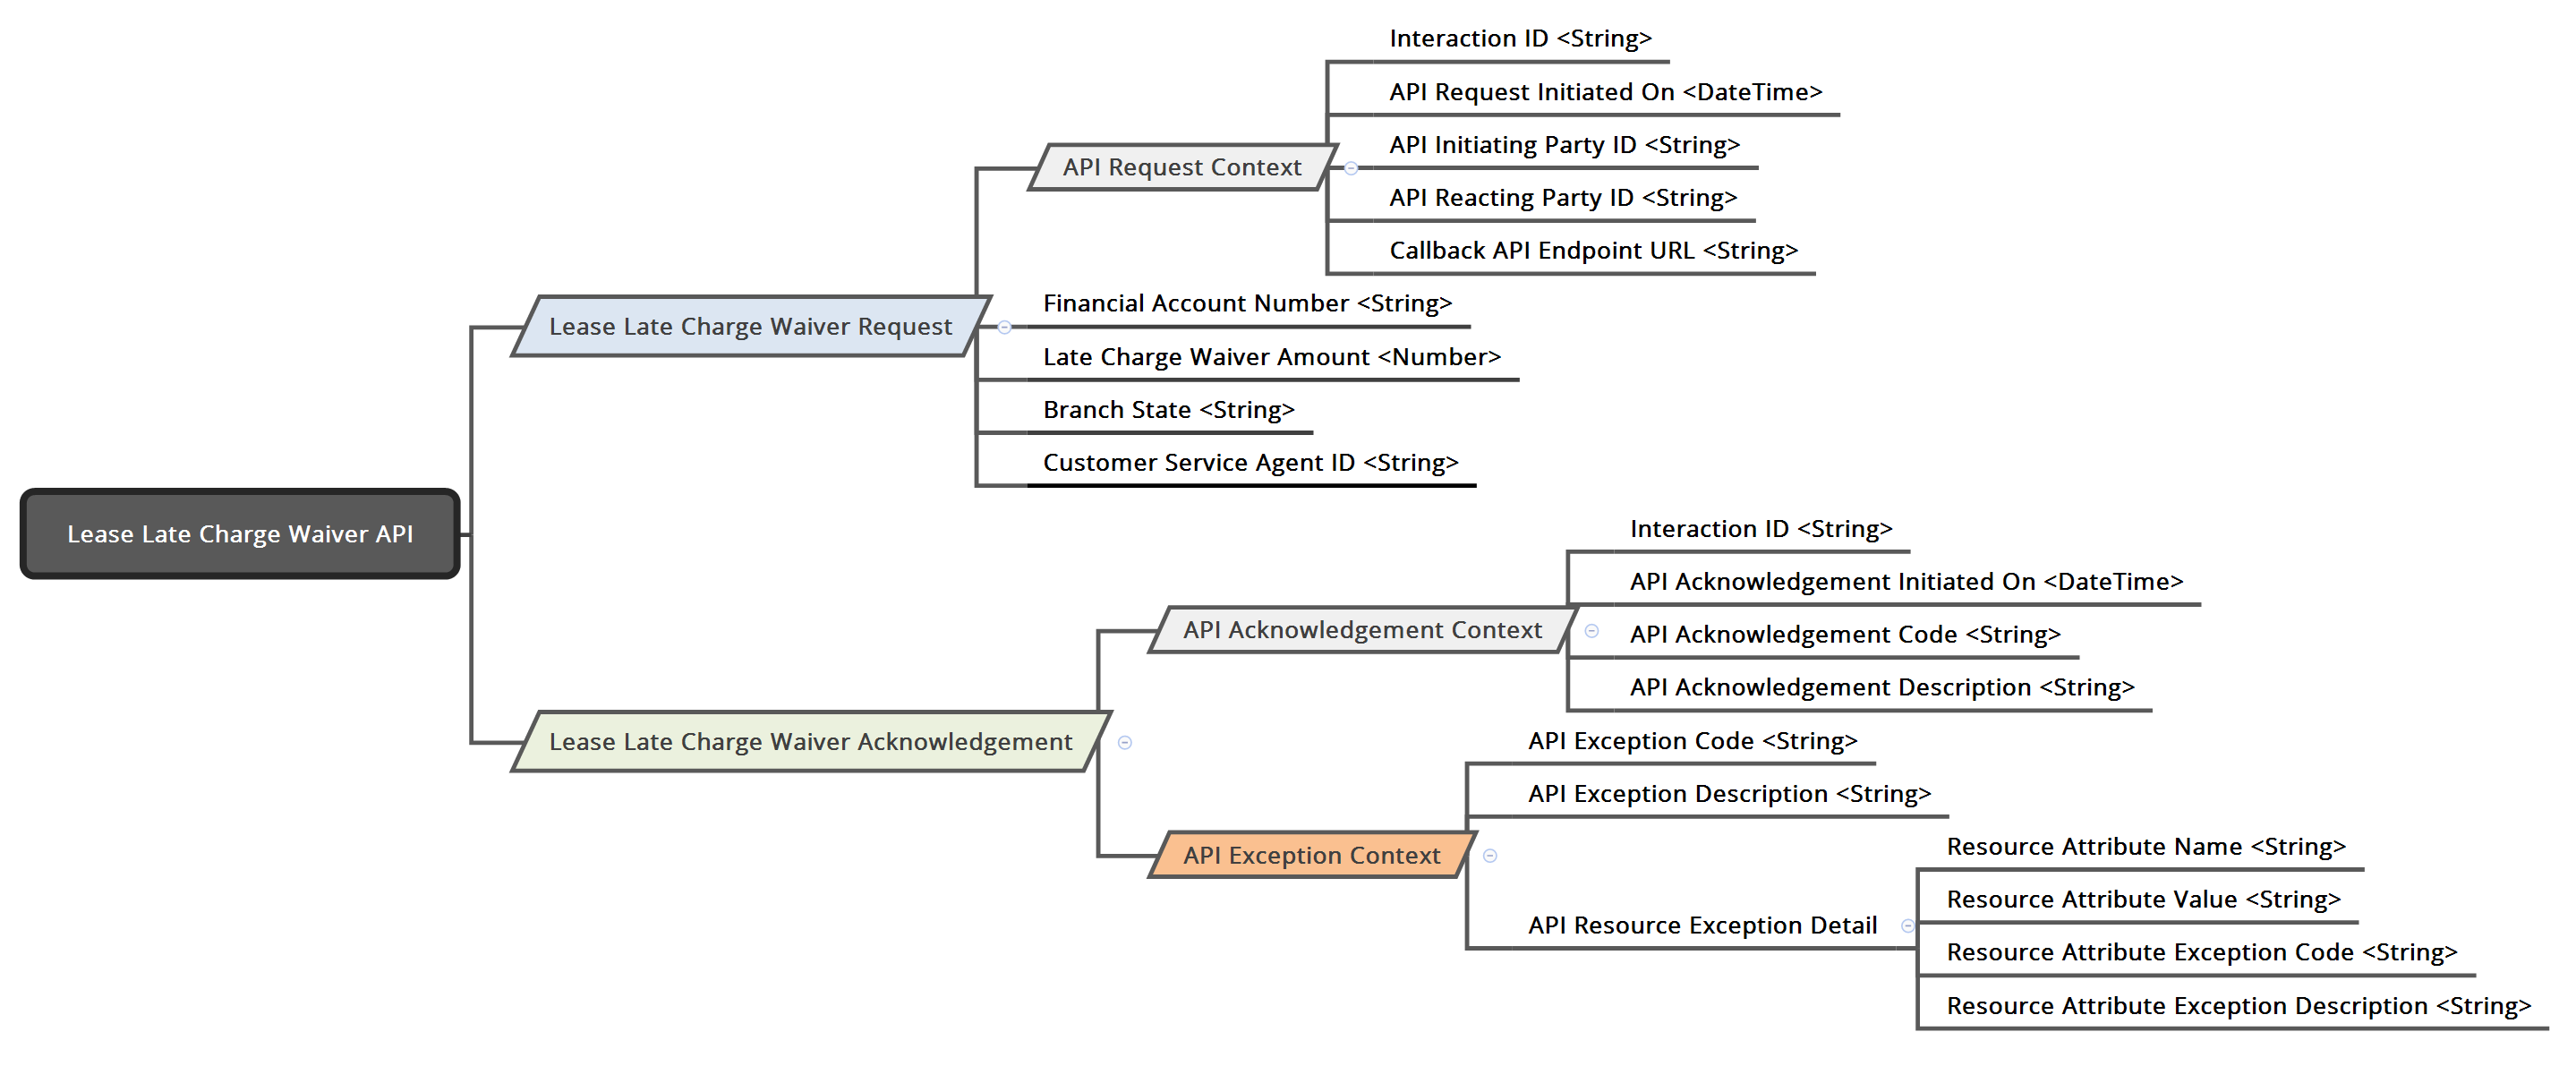 Interaction ID <String>
API Request Initiated On <DateTime>
API Initiating Party ID <String>
API Request Context
API Reacting Party ID <String>
Callback API Endpoint URL <String>
Financial Account Number <String>
Lease Late Charge Waiver Request
Late Charge Waiver Amount <Number>
Branch State <String>
Customer Service Agent ID <String>
Lease Late Charge Waiver API
Interaction ID <String>
API Acknowledgement Initiated On <DateTime>
API Acknowledgement Context
API Acknowledgement Code <String>
API Acknowledgement Description <String>
Lease Late Charge Waiver Acknowledgement
API Exception Code <String>
API Exception Description <String>
API Exception Context
Resource Attribute Name <String>
Resource Attribute Value <String>
API Resource Exception Detail
Resource Attribute Exception Code <String>
Resource Attribute Exception Description <String>